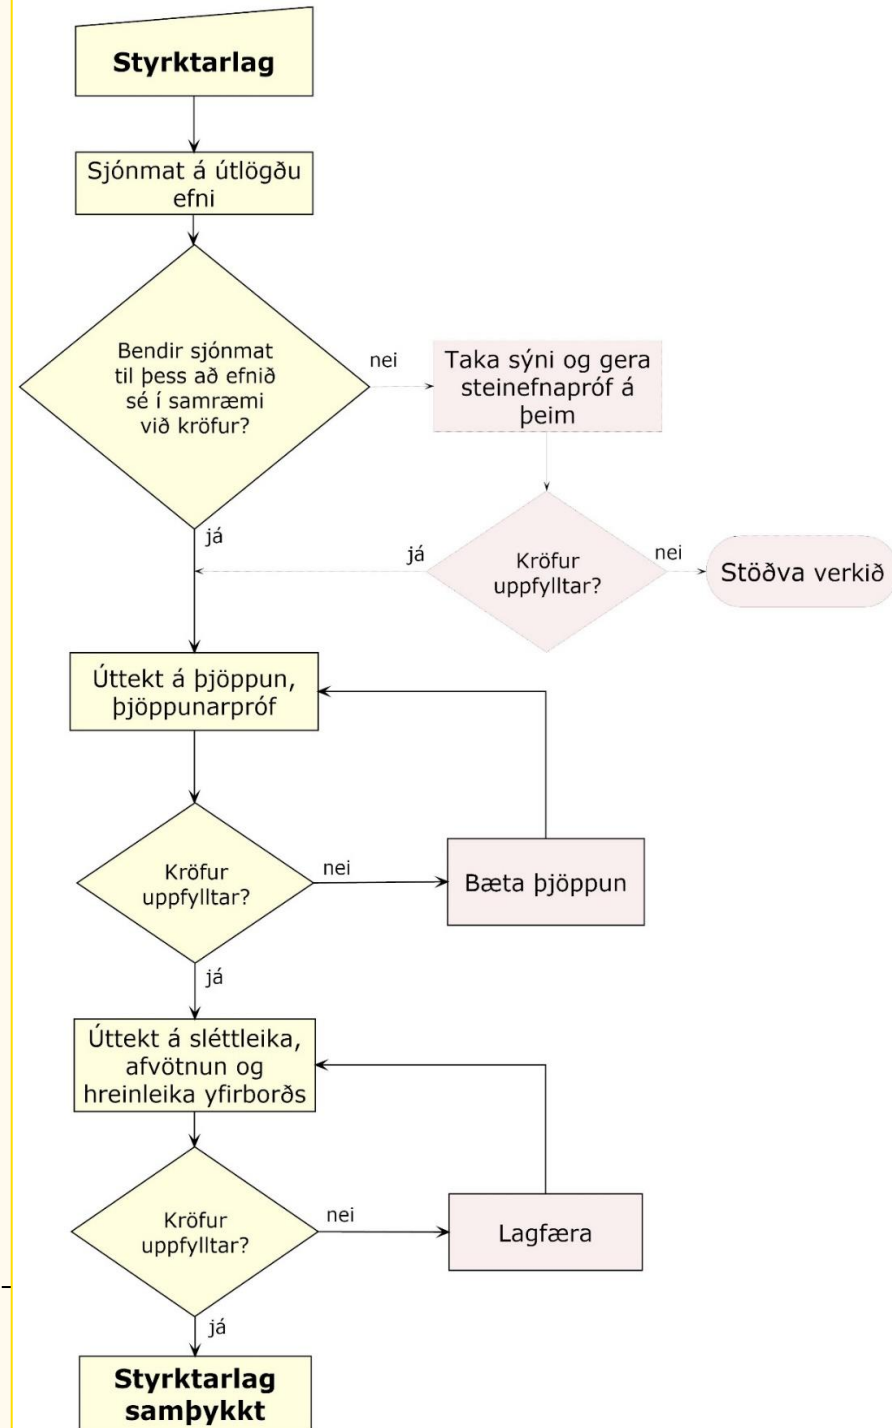 Styrktarlag
Sjónmat á útlögðu
efni
Bendir sjónmat
til þess að efnið
sé í samræmi
við kröfur?
nei
Taka sýni og gera
steinefnapróf á
þeim
já
já
Kröfur
uppfylltar?
nei
Stöðva verkið
Úttekt á þjöppun,
þjöppunarpróf
Kröfur
uppfylltar?
nei
Bæta þjöppun
já
Úttekt á sléttleika,
afvötnun og
hreinleika yfirborðs
Kröfur
uppfylltar?
nei
Lagfæra
já
Styrktarlag
samþykkt